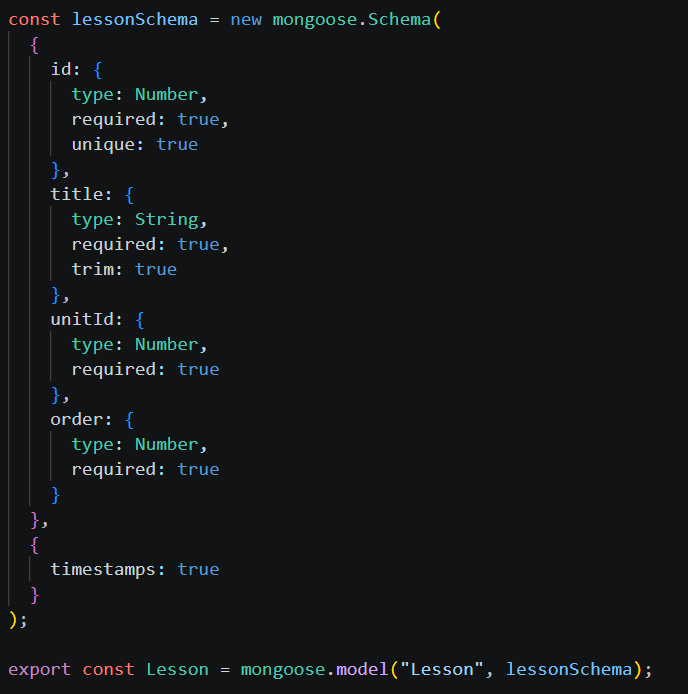 const lessonSchema = new mongoose.Schema(
  {
    id: {
      type: Number,
      required: true,
      unique: true
    },
    title: {
      type: String,
      required: true,
      trim: true
    },
    unitId: {
      type: Number,
      required: true
    },
    order: {
      type: Number,
      required: true
    }
  },
  {
    timestamps: true
  }
);

export const Lesson = mongoose.model("Lesson", lessonSchema);